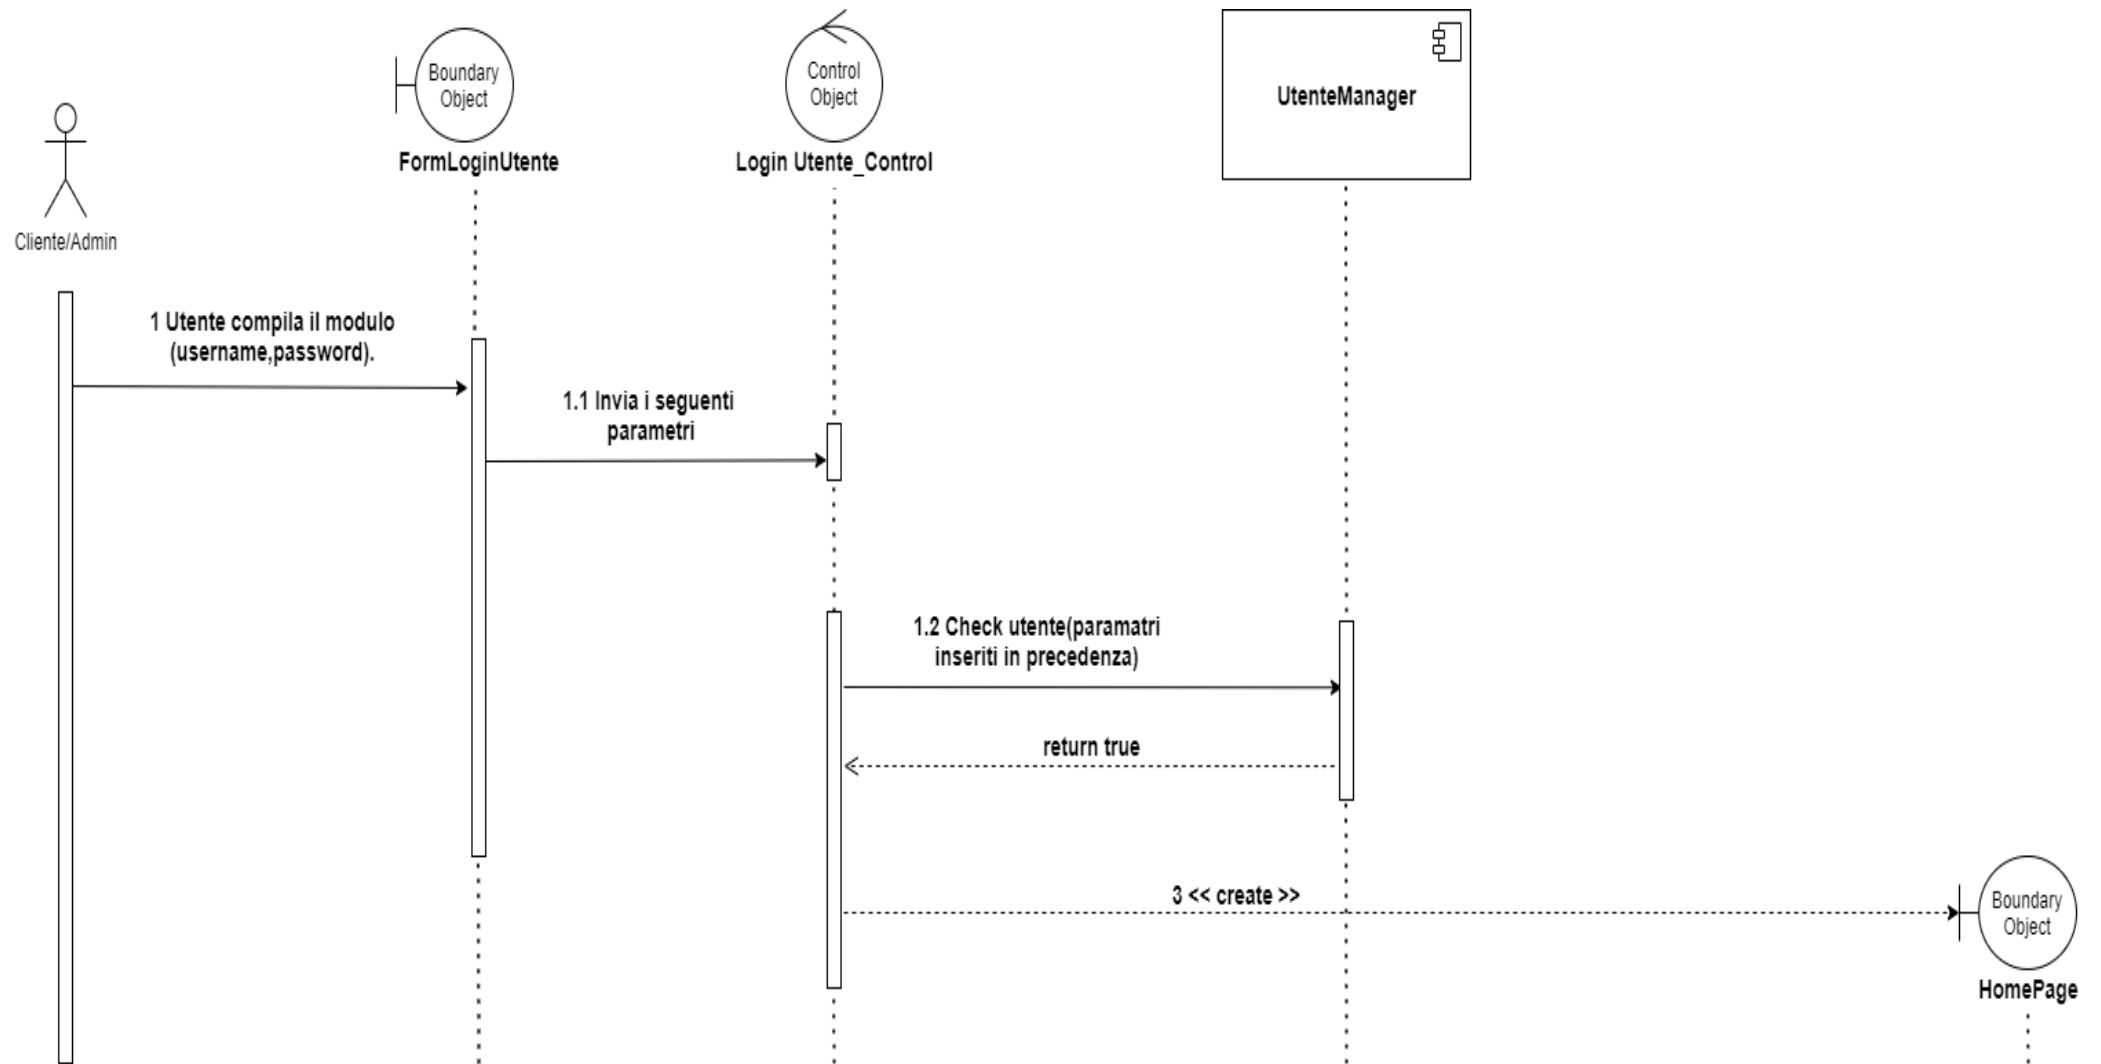 Boundary
Object
FormLoginUtente
Control
Object
Login Utente_Control
UtenteManager
Cliente/Admin
1 Utente compila il modulo
(username,password).
1.1 Invia i seguenti
parametri
1.2 Check utente(paramatri
inseriti in precedenza)
return true
3 << create >>
Boundary
Object
HomePage